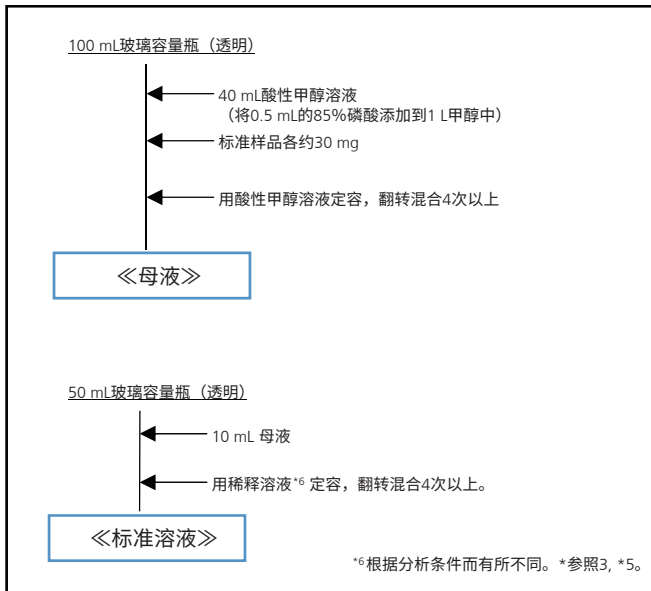 100 mL玻璃容量瓶（透明）
40 mL酸性甲醇溶液
（将0.5 mL的85%磷酸添加到1 L甲醇中）
标准样品各约30 mg
用酸性甲醇溶液定容，翻转混合4次以上
≪母液≫
50 mL玻璃容量瓶（透明）
10 mL 母液
用稀释溶液*6 定容，翻转混合4次以上。
≪标准溶液≫
*6根据分析条件而有所不同。*参照3, *5。